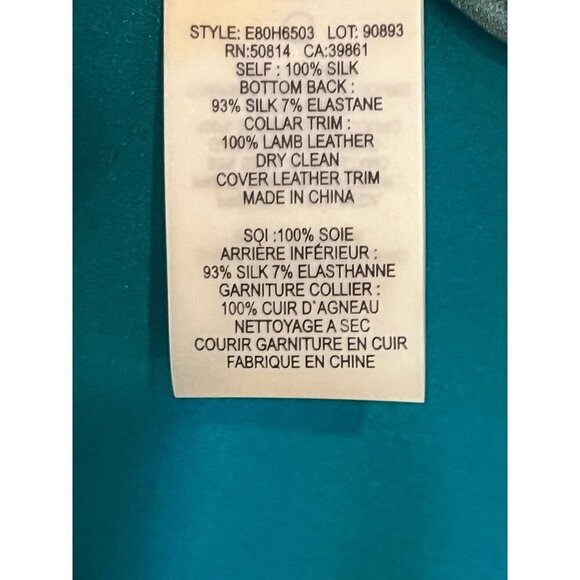 STYLE: E80H6503 LOT: 90893
RN:50814 CA:39861
SELF : 100% SILK
BOTTOM BACK :
93% SILK 7% ELASTANE
COLLAR TRIM :
100% LAMB LEATHER
DRY CLEAN
COVER LEATHER TRIM
MADE IN CHINA
SOI :100% SOIE
ARRIÈRE INFÉRIEUR :
93% SILK 7% ELASTHANNE
GARNITURE COLLIER :
100% CUIR D`AGNEAU
NETTOYAGE A SEC
COURIR GARNITURE EN CUIR
FABRIQUE EN CHINE